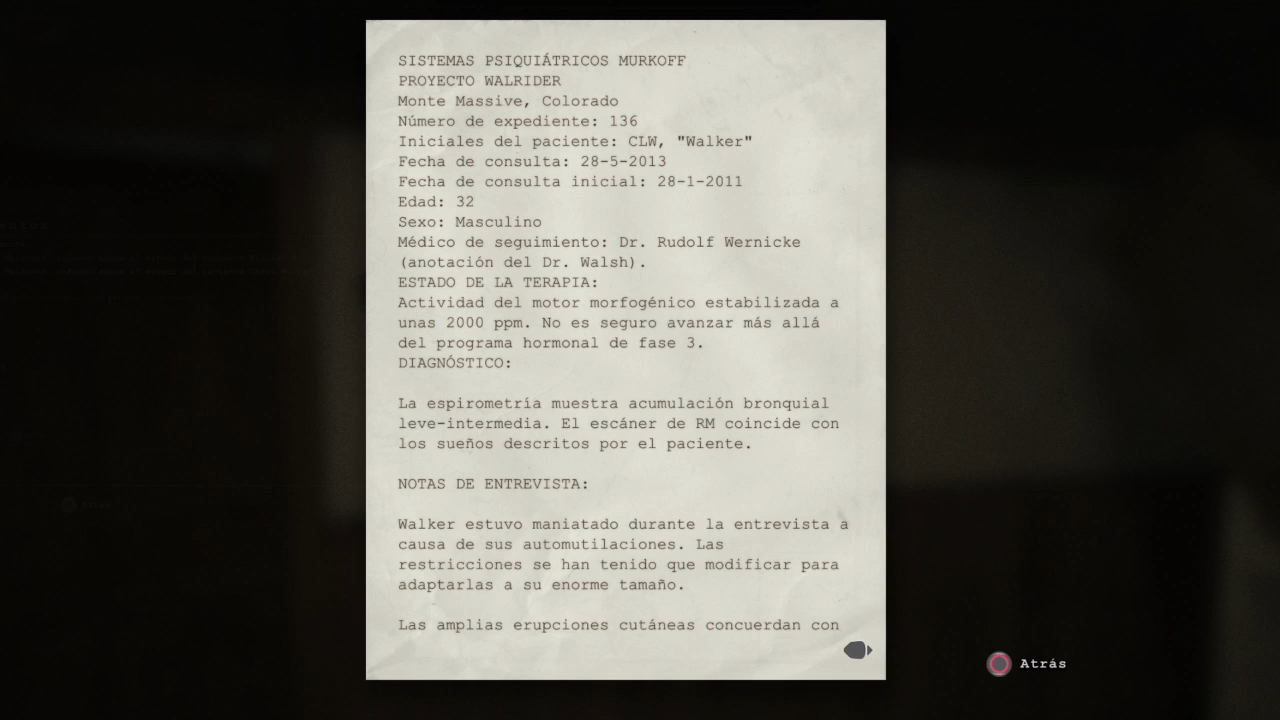 SISTEMAS PSIQUIÁTRICOS MURKOFF
PROYECTO WALRIDER
Monte Massive, Colorado
Número de expediente: 136
Iniciales del paciente: CLW, "Walker"
Fecha de consulta: 28-5-2013
Fecha de consulta inicial: 28-1-2011
Edad: 32
Sexo: Masculino
Médico de seguimiento: Dr. Rudolf Wernicke
(anotación del Dr. Walsh).
ESTADO DE LA TERAPIA:
Actividad del motor morfogénico estabilizada a
unas 2000 ppm. No es seguro avanzar más allá
del programa hormonal de fase 3.
DIAGNÓSTICO:
La espirometría muestra acumulación bronquial
leve-intermedia. El escáner de RM coincide con
los sueños descritos por el paciente.
NOTAS DE ENTREVISTA:
Walker estuvo maniatado durante la entrevista a
causa de sus automutilaciones. Las
restricciones se han tenido que modificar para
adaptarlas a su enorme tamaño.
Las amplias erupciones cutáneas concuerdan con
Atrás